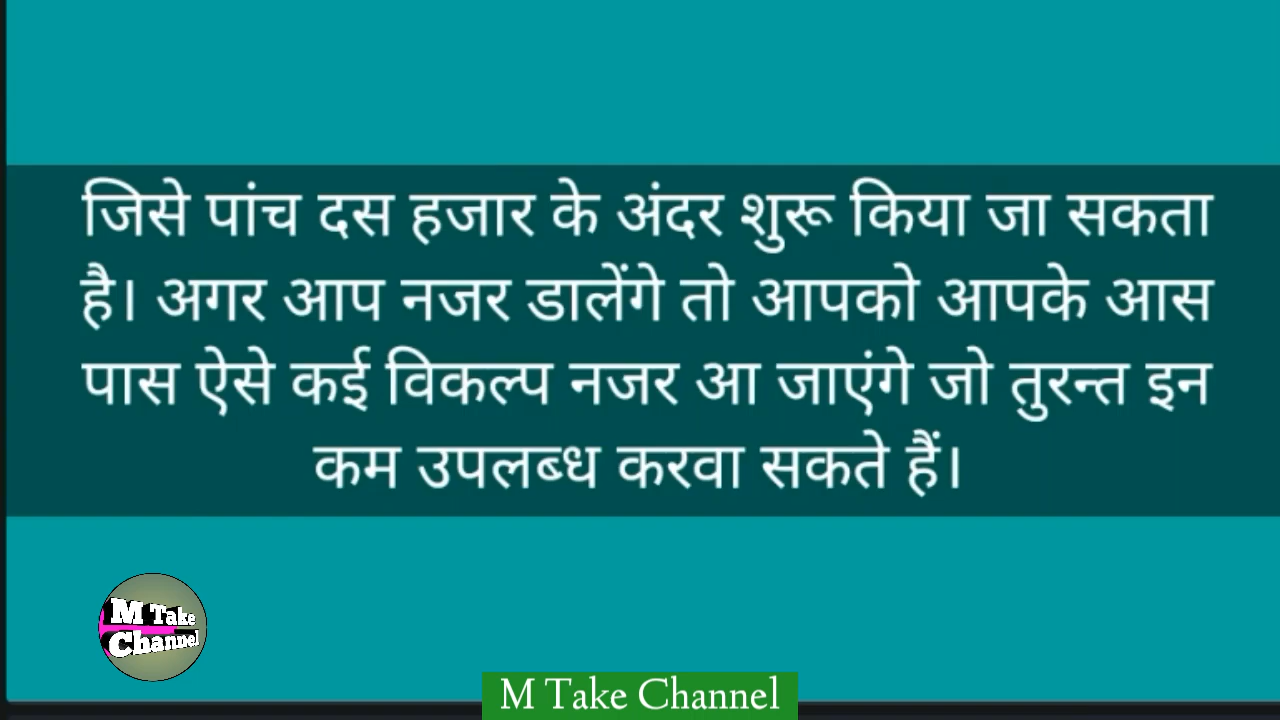 जिसे पांच दस हजार के अंदर शुरू किया जा सकता
है। अगर आप नजर डालेंगे तो आपको आपके आस
पास ऐसे कई विकल्प नजर आ जाएंगे जो तुरन्त इन
कम उपलब्ध करवा सकते हैं।
M Take
Channel
M Take Channel